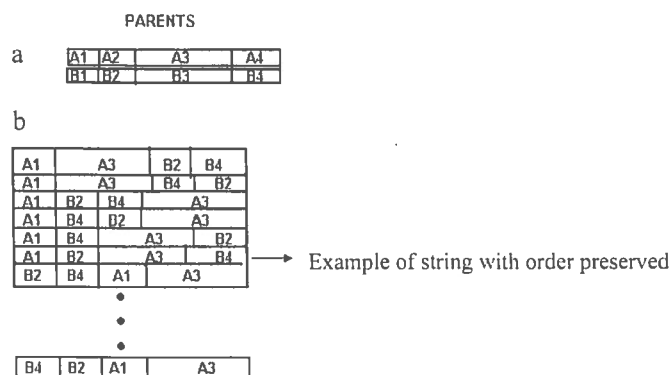 PARENTS
a
A1 A2 A3 A4
B1 B2 B3 B4
b
A1 A3 B2 B4
A1 A3 B4 B2
A1 B2 B4 A3
A1 B4 B2 A3
A1 B4 A3 B2
A1 B2 A3 B4
Example of string with order preserved
B2 B4 A1 A3
B4 B2 A1 A3